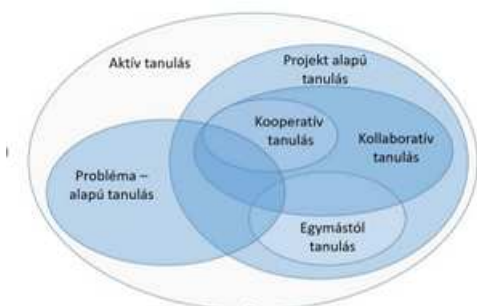 Aktív tanulás
Projekt alapú
tanulás
Kooperatív
tanulás
Kollaboratív
tanulás
Probléma –
alapú tanulás
Egymástól
tanulás